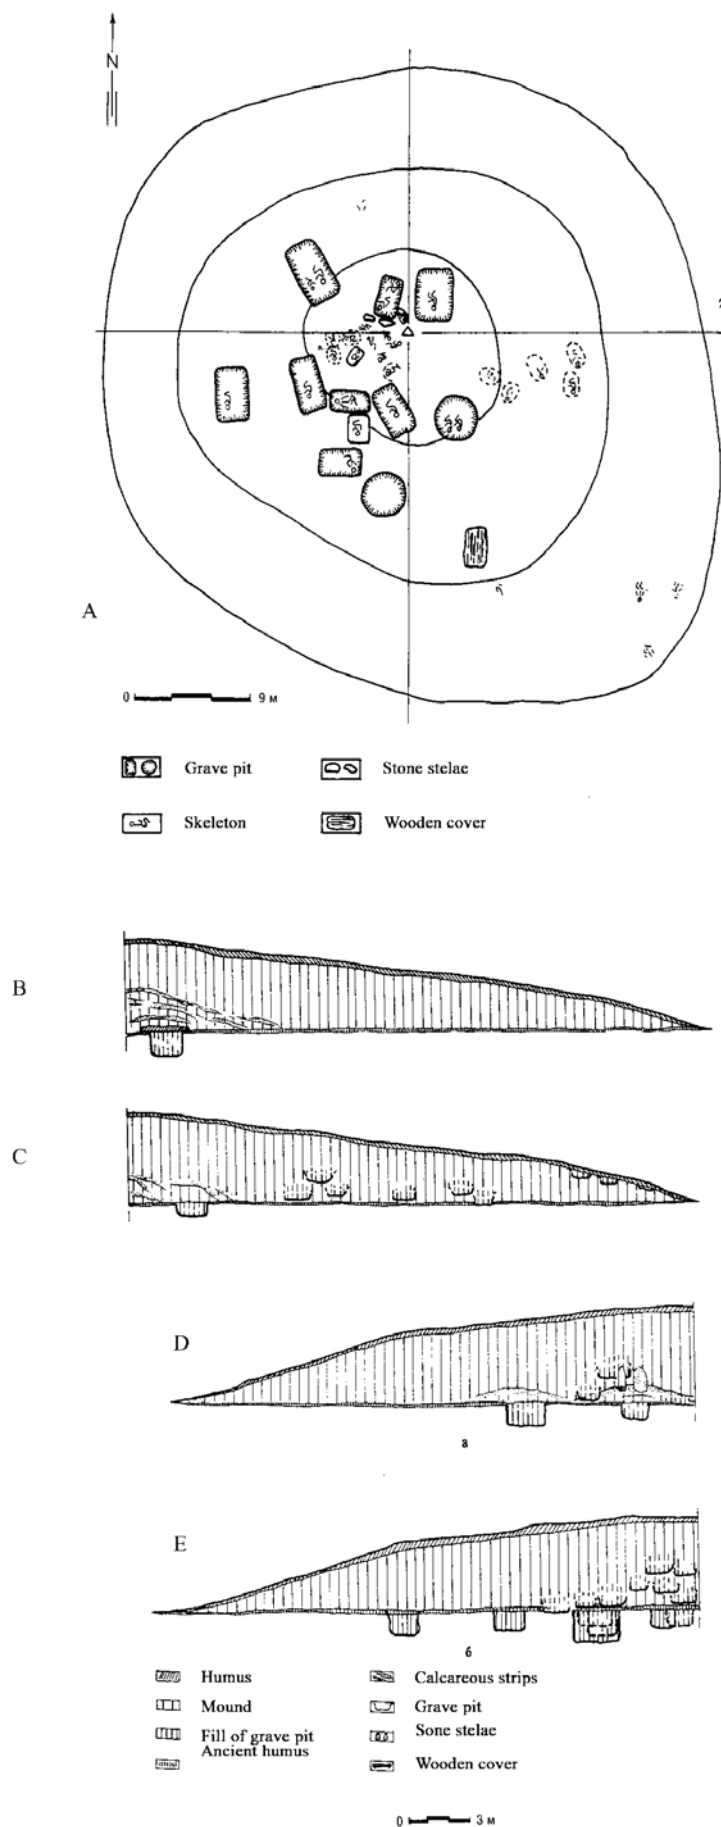 N
A
0 9 м
Grave pit Stone stelae
Skeleton Wooden cover
B
C
D
а
E
б
Humus Calcareous strips
Mound Grave pit
Fill of grave pit Sone stelae
Ancient humus
Wooden cover
0 3 м